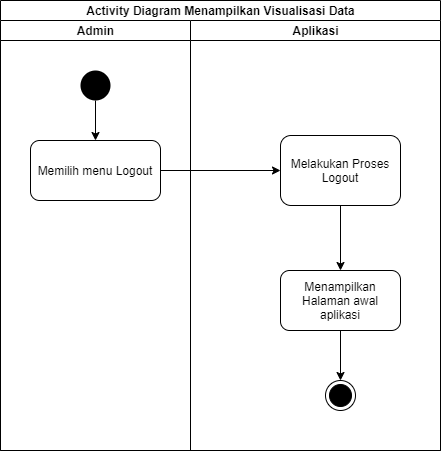 Activity Diagram Menampilkan Visualisasi Data
Admin
Aplikasi
Memilih menu Logout
Melakukan Proses
Logout
Menampilkan
Halaman awal
aplikasi